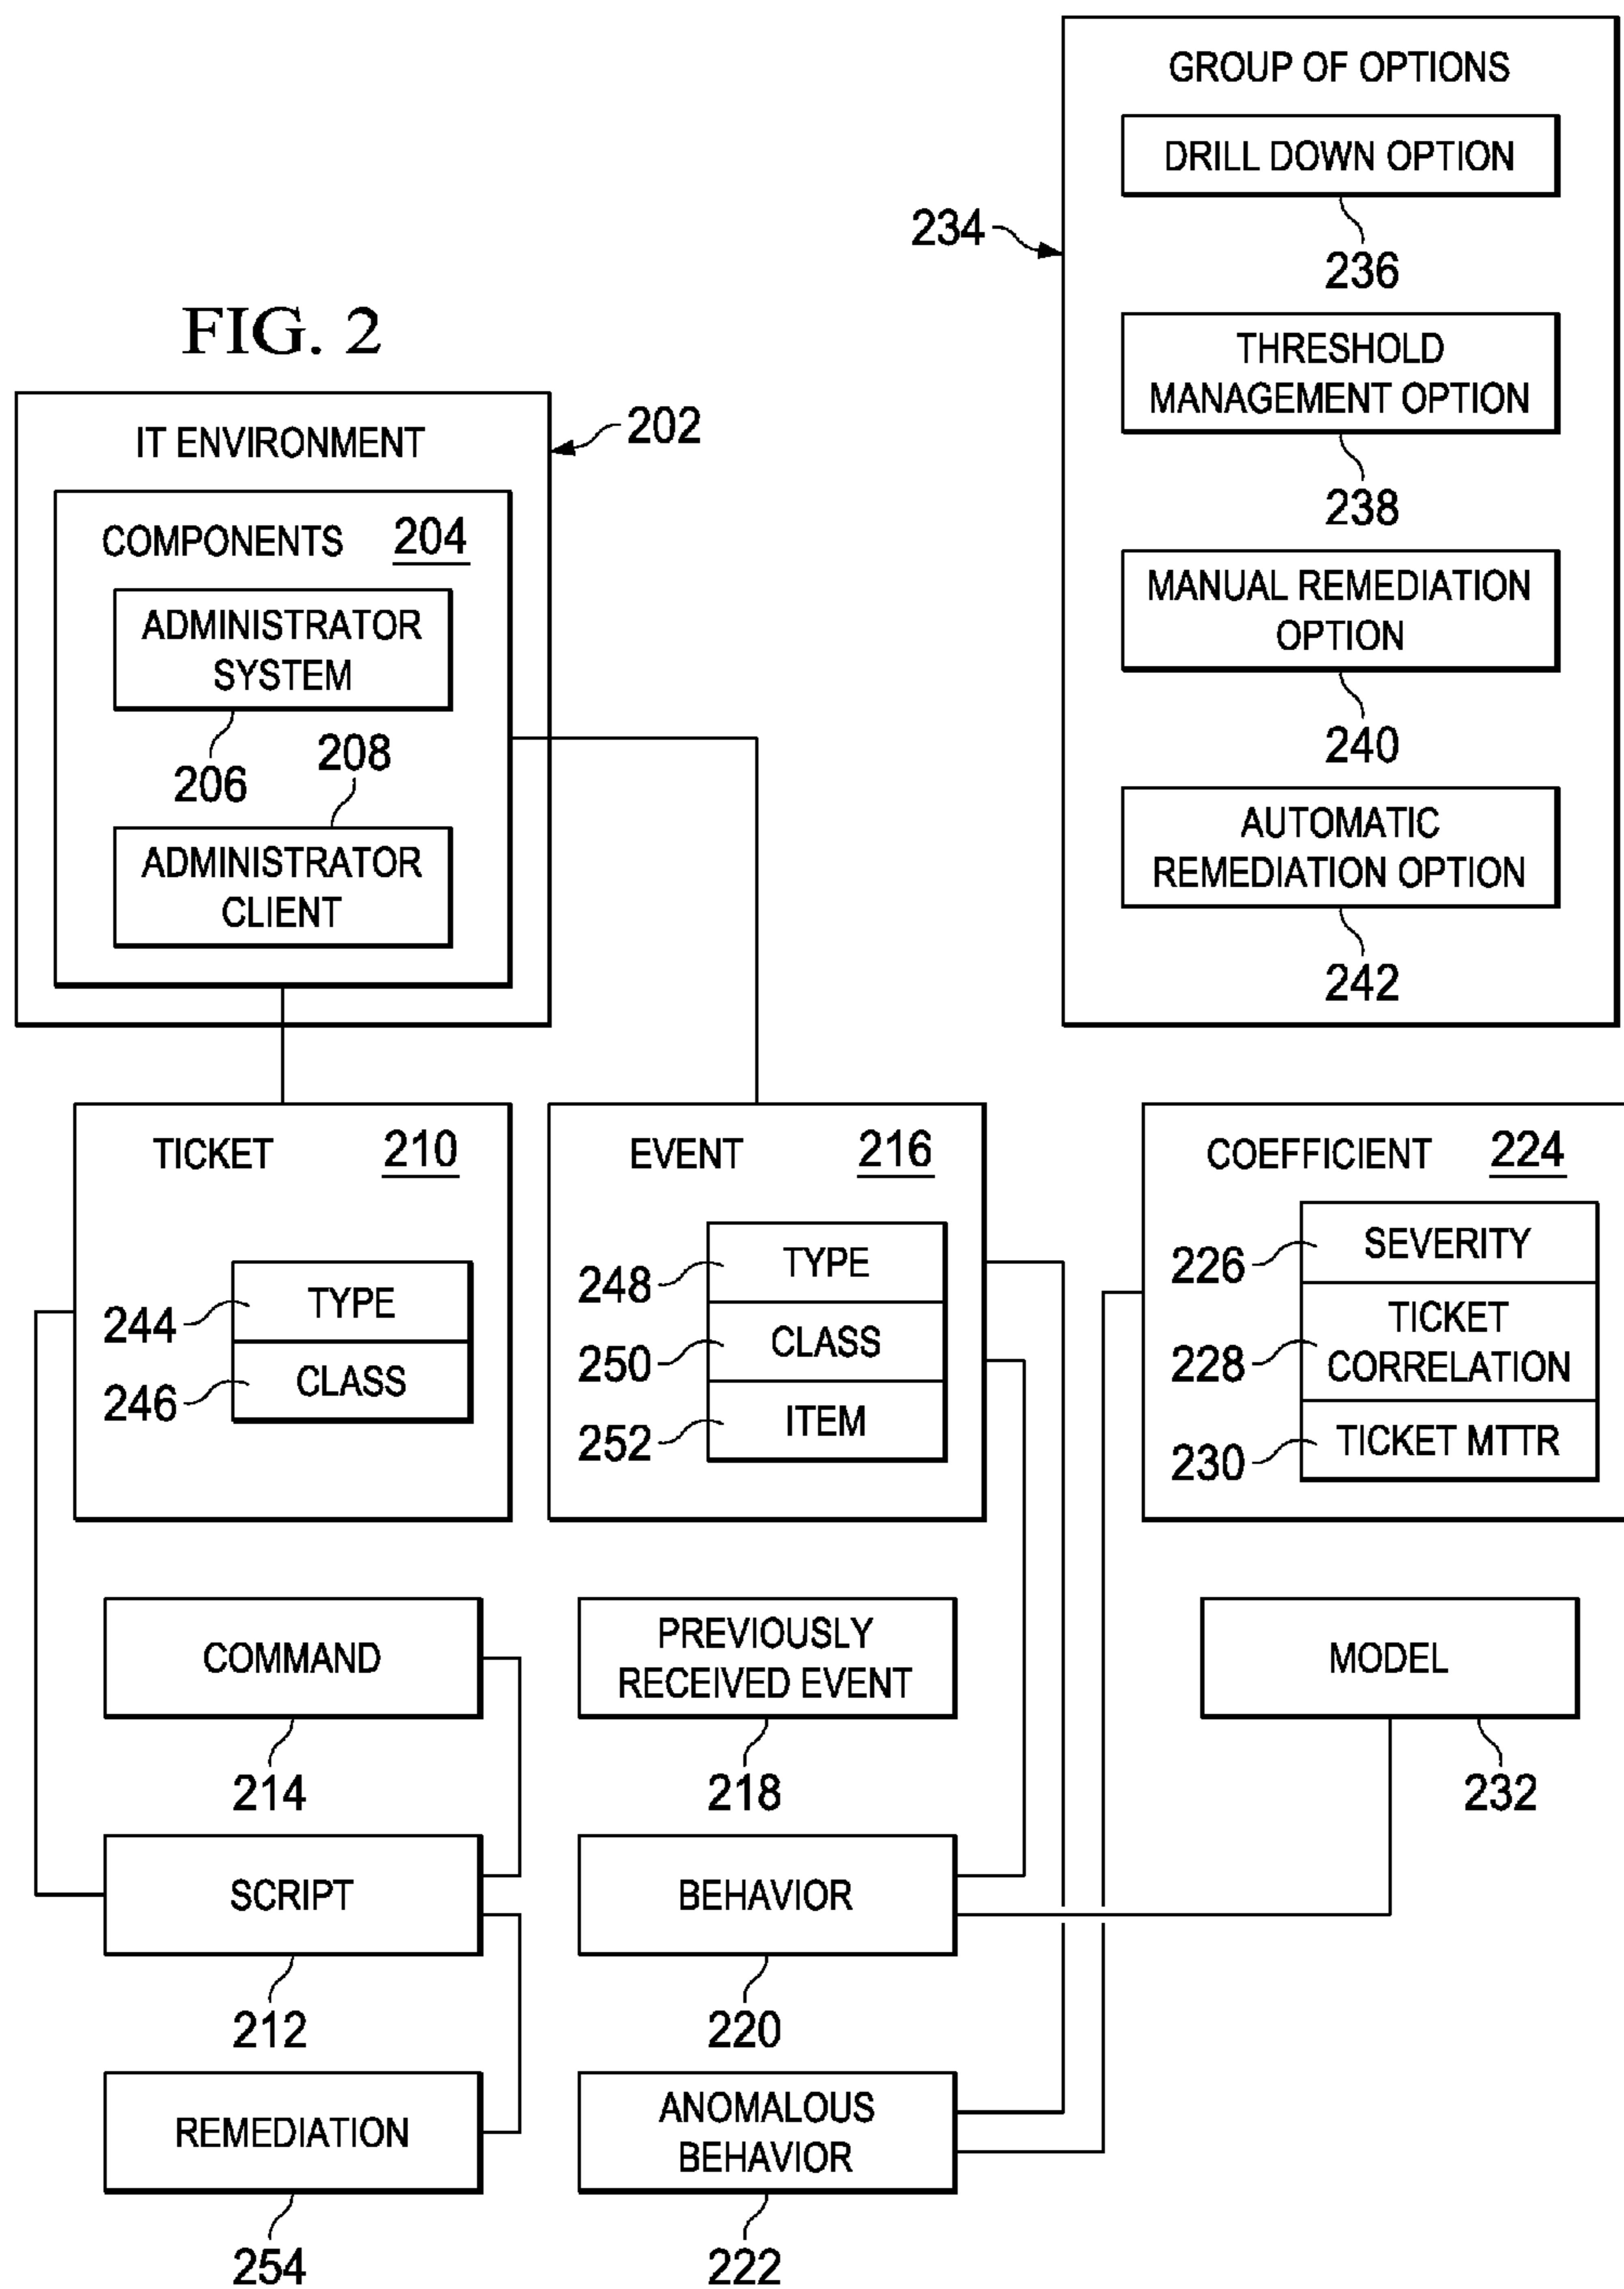 GROUP OF OPTIONS
DRILL DOWN OPTION
234
236
FIG. 2
THRESHOLD
MANAGEMENT OPTION
238
IT ENVIRONMENT
202
COMPONENTS 204
ADMINISTRATOR
SYSTEM
206
208
ADMINISTRATOR
CLIENT
MANUAL REMEDIATION
OPTION
240
AUTOMATIC
REMEDIATION OPTION
242
TICKET 210
244 TYPE
246 CLASS
EVENT 216
248 TYPE
250 CLASS
252 ITEM
COEFFICIENT 224
226 SEVERITY
228 TICKET
CORRELATION
230 TICKET MTTR
COMMAND
214
PREVIOUSLY
RECEIVED EVENT
218
MODEL
232
SCRIPT
212
BEHAVIOR
220
REMEDIATION
254
ANOMALOUS
BEHAVIOR
222